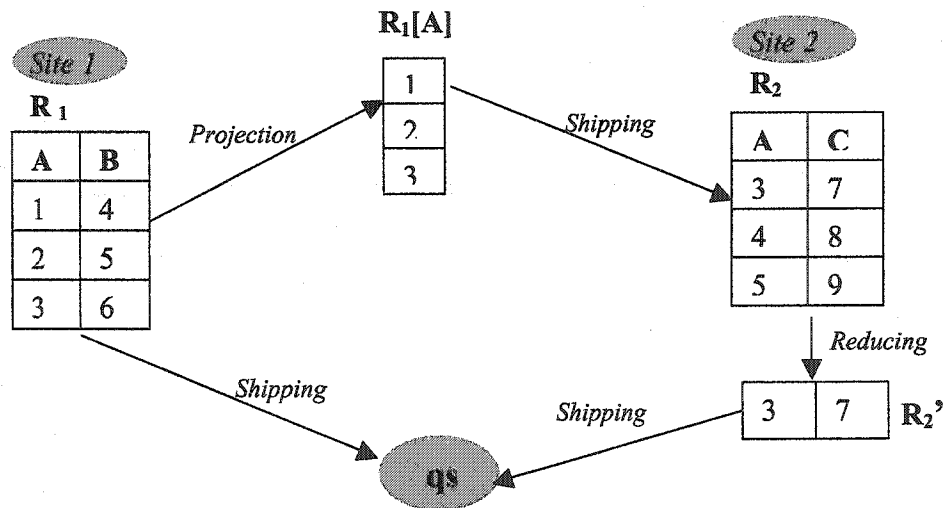 R₁[A]
Site 1
Site 2
R ₁
R₂
A B
1 4
2 5
3 6
Projection
1
2
3
Shipping
A C
3 7
4 8
5 9
Reducing
Shipping
Shipping
3 7
R₂’
qs